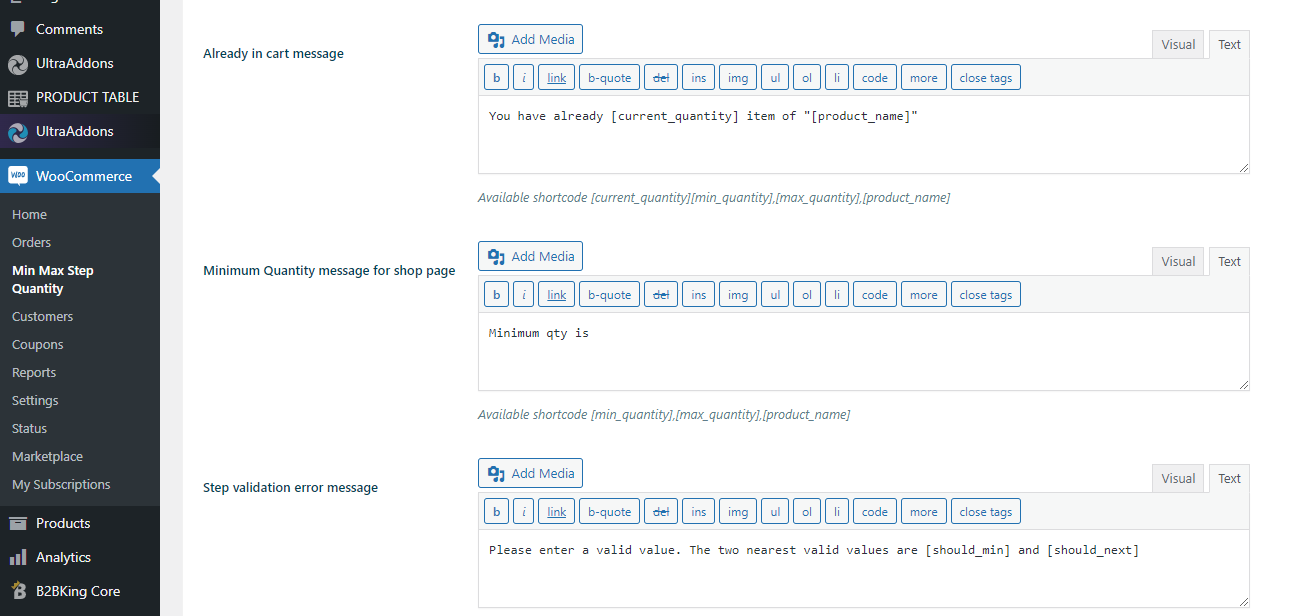 Comments
UltraAddons
PRODUCT TABLE
UltraAddons
WOO WooCommerce
Home
Orders
Min Max Step
Quantity
Customers
Coupons
Reports
Settings
Status
Marketplace
My Subscriptions
Products
Analytics
B2BKing Core
Already in cart message
Add Media
Visual Text
b i link b-quote del ins img ul ol li code more close tags
You have already [current_quantity] item of "[product_name]"
Available shortcode [current_quantity][min_quantity],[max_quantity],[product_name]
Minimum Quantity message for shop page
Add Media
Visual Text
b i link b-quote del ins img ul ol li code more close tags
Minimum qty is
Available shortcode [min_quantity],[max_quantity],[product_name]
Step validation error message
Add Media
Visual Text
b i link b-quote del ins img ul ol li code more close tags
Please enter a valid value. The two nearest valid values are [should_min] and [should_next]